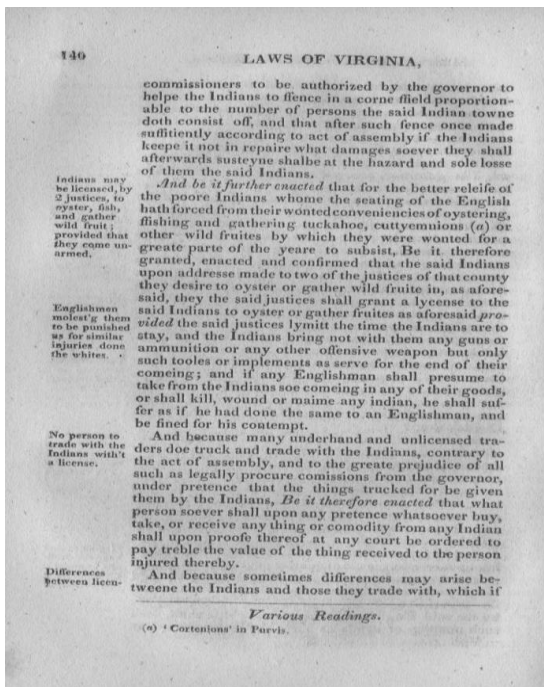 140
LAWS OF VIRGINIA,
commissioners to be authorized by the governor to
helpe the Indians to ffence in a corne ffield proportion-
able to the number of persons the said Indian towne
doth consist off, and that after such fence once made
suffitiently according to act of assembly if the Indians
keepe it not in repaire what damages soever they shall
afterwards susteyne shalbe at the hazard and sole losse
of them the said Indians.
Indians may
be licensed, by
2 justices, to
oyster, fish,
and gather
wild fruit;
provided that
they come un-
armed.
And be it further enacted that for the better releife of
the poore Indians whome the seating of the English
hath forced from their wonted conveniencies of oystering,
ffishing and gathering tuckahoe, cuttyemnions (a) or
other wild fruites by which they were wonted for a
greate parte of the yeare to subsist, Be it therefore
granted, enacted and confirmed that the said Indians
upon addresse made to two of the justices of that county
they desire to oyster or gather wild fruite in, as afore-
said, they the said justices shall grant a lycense to the
said Indians to oyster or gather fruites as aforesaid pro-
vided the said justices lymitt the time the Indians are to
stay, and the Indians bring not with them any guns or
ammunition or any other offensive weapon but only
such tooles or implements as serve for the end of their
comeing; and if any Englishman shall presume to
take from the Indians soe comeing in any of their goods,
or shall kill, wound or maime any indian, he shall suf-
fer as if he had done the same to an Englishman, and
be fined for his contempt.
Englishmen
molest'g them
to be punished
as for similar
injuries done
the whites.
No person to
trade with the
Indians with't
a license.
And because many underhand and unlicensed tra-
ders doe truck and trade with the Indians, contrary to
the act of assembly, and to the greate prejudice of all
such as legally procure comissions from the governor,
under pretence that the things trucked for be given
them by the Indians, Be it therefore enacted that what
person soever shall upon any pretence whatsoever buy,
take, or receive any thing or comodity from any Indian
shall upon proofe thereof at any court be ordered to
pay treble the value of the thing received to the person
injured thereby.
Differences
between licen-
And because sometimes differences may arise be-
tweene the Indians and those they trade with, which if
Various Readings.
(a) 'Cortenions' in Purvis.